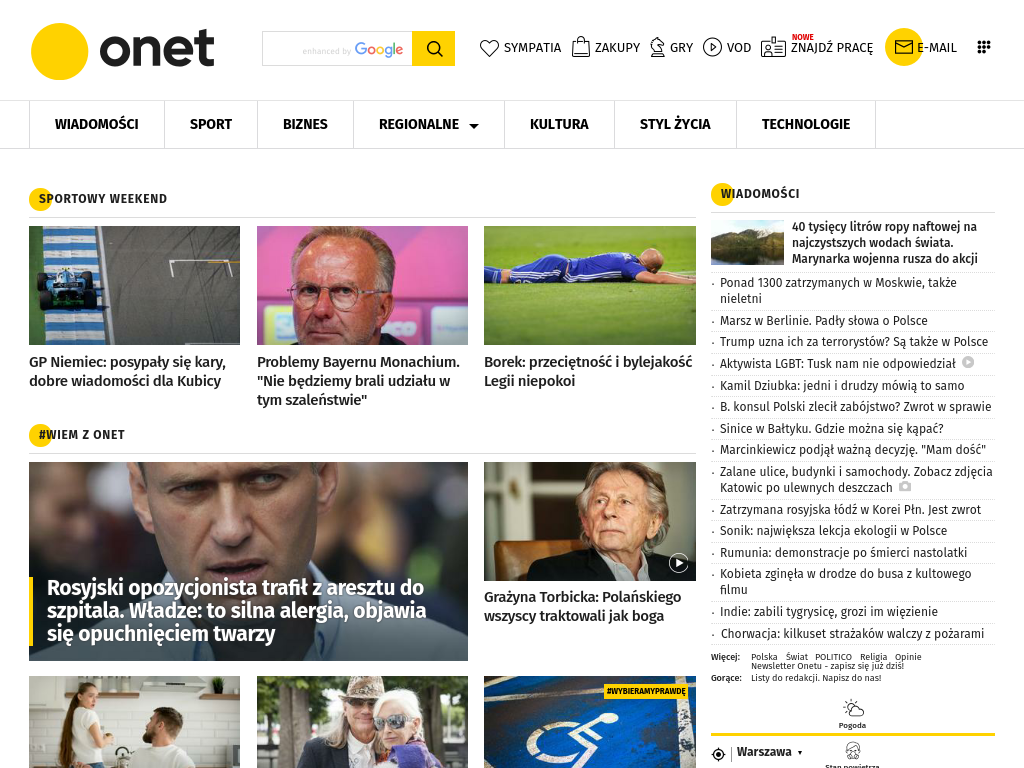 onet
enhanced by Google
SYMPATIA
ZAKUPY
GRY
VOD
NOWE
ZNAJDŹ PRACĘ
E-MAIL
WIADOMOŚCI
SPORT
BIZNES
REGIONALNE
KULTURA
STYL ŻYCIA
TECHNOLOGIE
SPORTOWY WEEKEND
GP Niemiec: posypały się kary,
dobre wiadomości dla Kubicy
Problemy Bayernu Monachium.
"Nie będziemy brali udziału w
tym szaleństwie"
Borek: przeciętność i bylejakość
Legii niepokoi
#WIEM Z ONET
Rosyjski opozycjonista trafił z aresztu do
szpitala. Władze: to silna alergia, objawia
się opuchnięciem twarzy
Grażyna Torbicka: Polańskiego
wszyscy traktowali jak boga
#WYBIERAMYPRAWDĘ
WIADOMOŚCI
40 tysięcy litrów ropy naftowej na
najczystszych wodach świata.
Marynarka wojenna rusza do akcji
· Ponad 1300 zatrzymanych w Moskwie, także
nieletni
· Marsz w Berlinie. Padły słowa o Polsce
· Trump uzna ich za terrorystów? Są także w Polsce
· Aktywista LGBT: Tusk nam nie odpowiedział
· Kamil Dziubka: jedni i drudzy mówią to samo
· B. konsul Polski zlecił zabójstwo? Zwrot w sprawie
· Sinice w Bałtyku. Gdzie można się kąpać?
· Marcinkiewicz podjął ważną decyzję. "Mam dość"
· Zalane ulice, budynki i samochody. Zobacz zdjęcia
Katowic po ulewnych deszczach
· Zatrzymana rosyjska łódź w Korei Płn. Jest zwrot
· Sonik: największa lekcja ekologii w Polsce
· Rumunia: demonstracje po śmierci nastolatki
· Kobieta zginęła w drodze do busa z kultowego
filmu
· Indie: zabili tygrysicę, grozi im więzienie
· Chorwacja: kilkuset strażaków walczy z pożarami
Więcej: Polska Świat POLITICO Religia Opinie
Newsletter Onetu - zapisz się już dziś!
Gorące: Listy do redakcji. Napisz do nas!
Pogoda
Warszawa
Stan powietrza